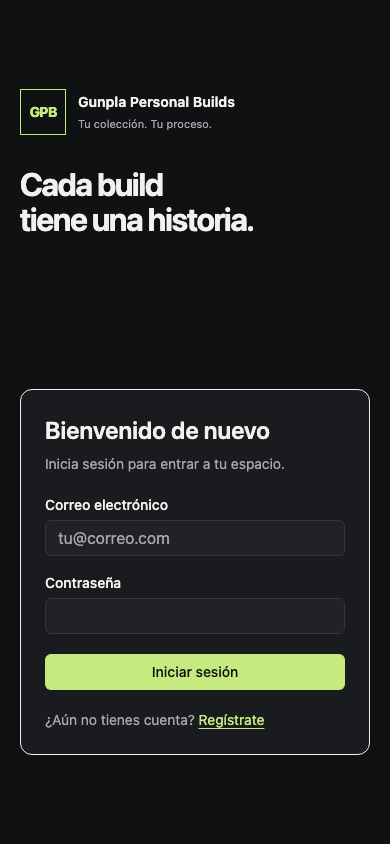 GPB
Gunpla Personal Builds
Tu colección. Tu proceso.
Cada build
tiene una historia.
Bienvenido de nuevo
Inicia sesión para entrar a tu espacio.
Correo electrónico
tu@correo.com
Contraseña
Iniciar sesión
¿Aún no tienes cuenta? Regístrate